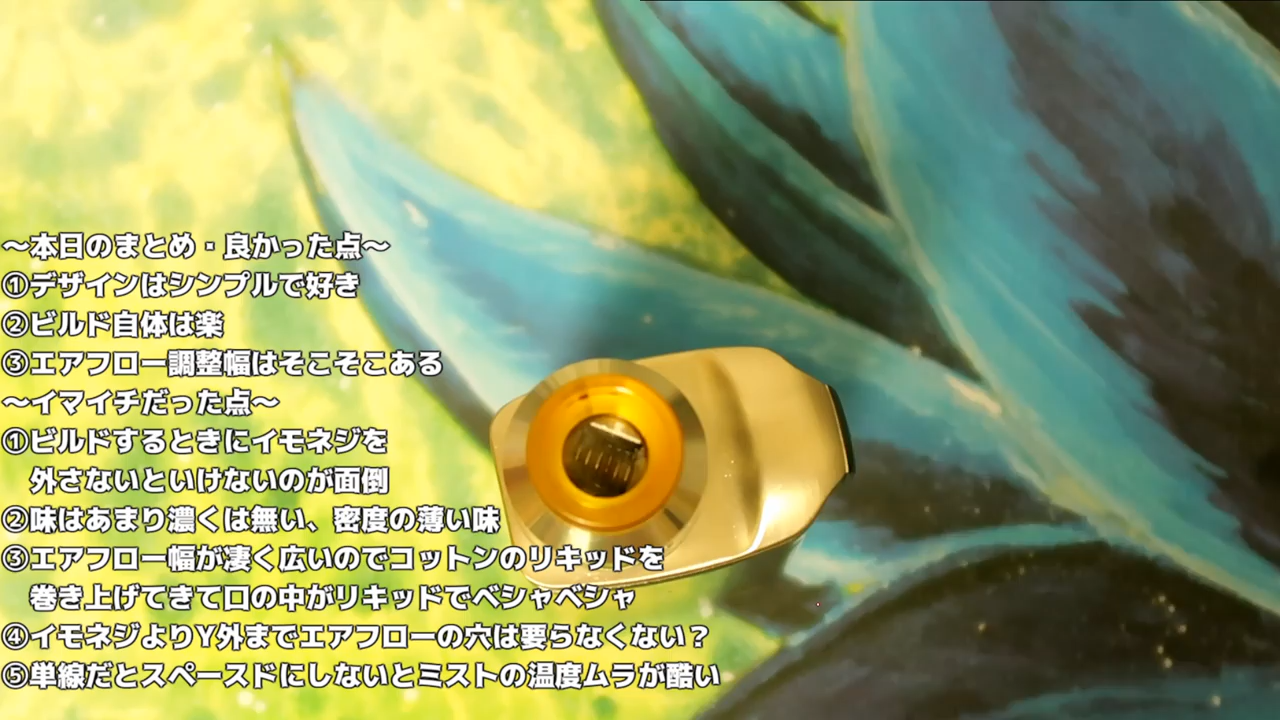 ～本日のまとめ・良かった点～
①デザインはシンプルで好き
②ビルド自体は楽
③エアフロー調整幅はそこそこある
～イマイチだった点～
①ビルドするときにイモネジを
外さないといけないのが面倒
②味はあまり濃くは無い、密度の薄い味
③エアフロー幅が凄く広いのでコットンのリキッドを
巻き上げてきて口の中がリキッドでベシャベシャ
④イモネジよりY外までエアフローの穴は要らなくない？
⑤単線だとスペースドにしないとミストの温度ムラが酷い